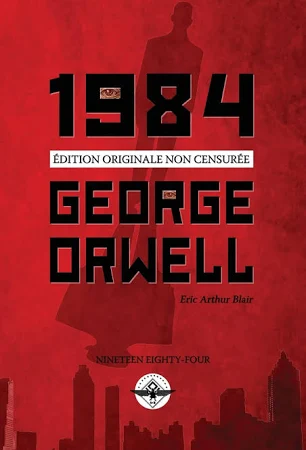 1984
ÉDITION ORIGINALE NON CENSURÉE
GEORGE
ORWELL
Eric Arthur Blair
NINETEEN EIGHTY-FOUR